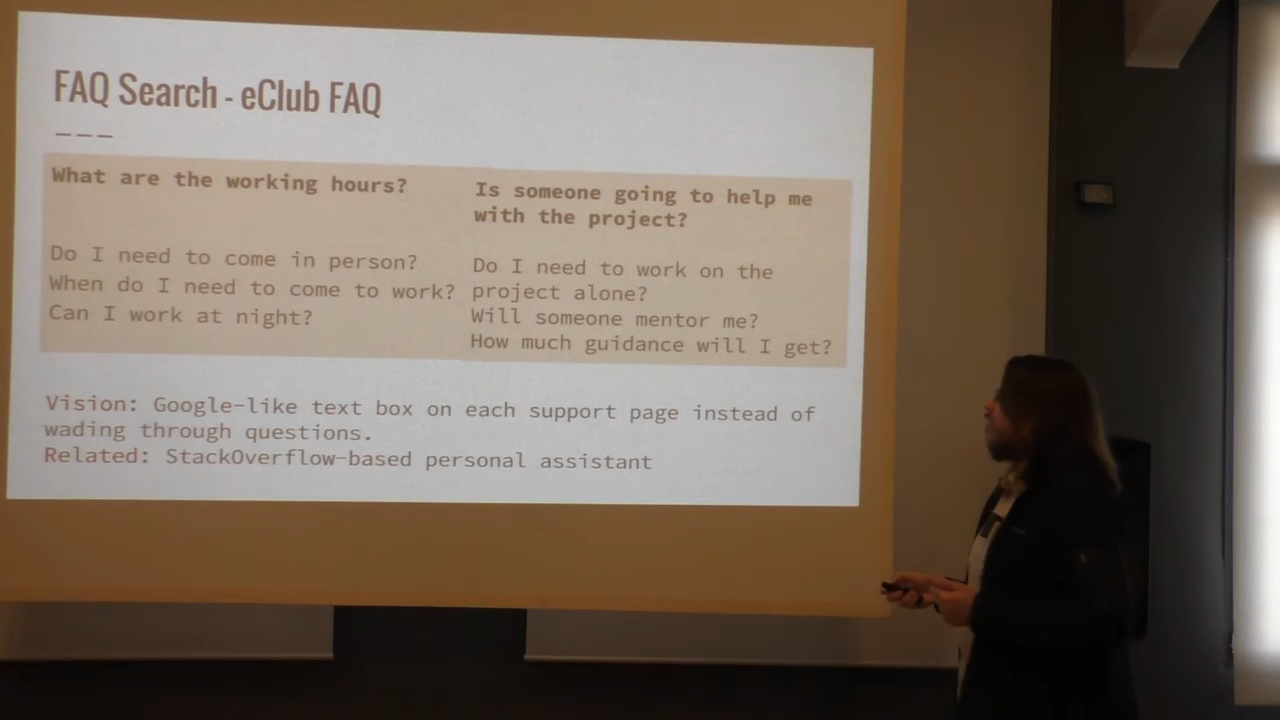 FAQ Search - eClub FAQ
What are the working hours?
Do I need to come in person?
When do I need to come to work?
Can I work at night?
Is someone going to help me
with the project?
Do I need to work on the
project alone?
Will someone mentor me?
How much guidance will I get?
Vision: Google-like text box on each support page instead of
wading through questions.
Related: StackOverflow-based personal assistant